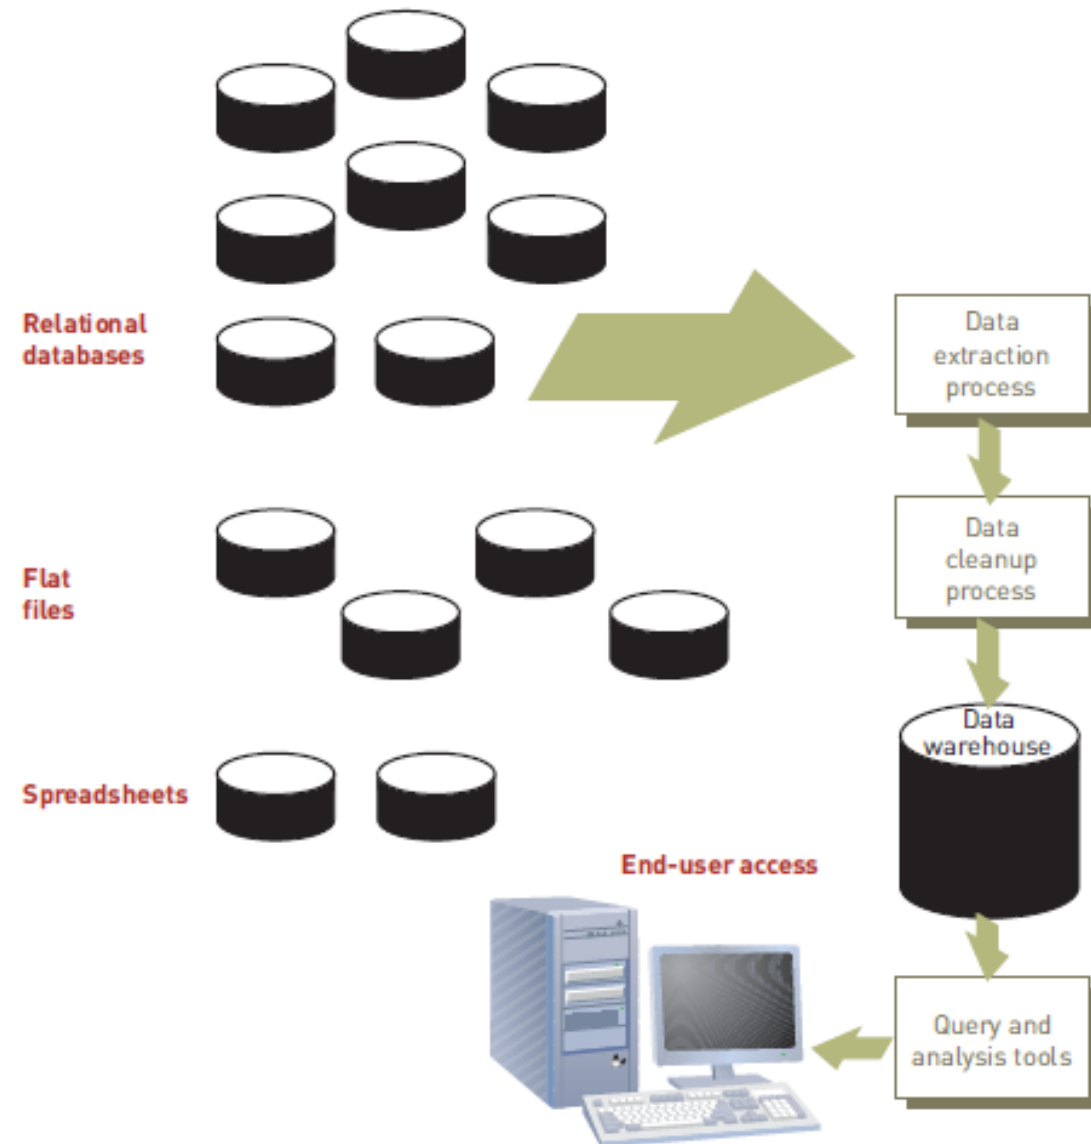 Relational
databases
Data
extraction
process
Data
cleanup
process
Flat
files
Data
warehouse
Spreadsheets
End-user access
Query and
analysis tools